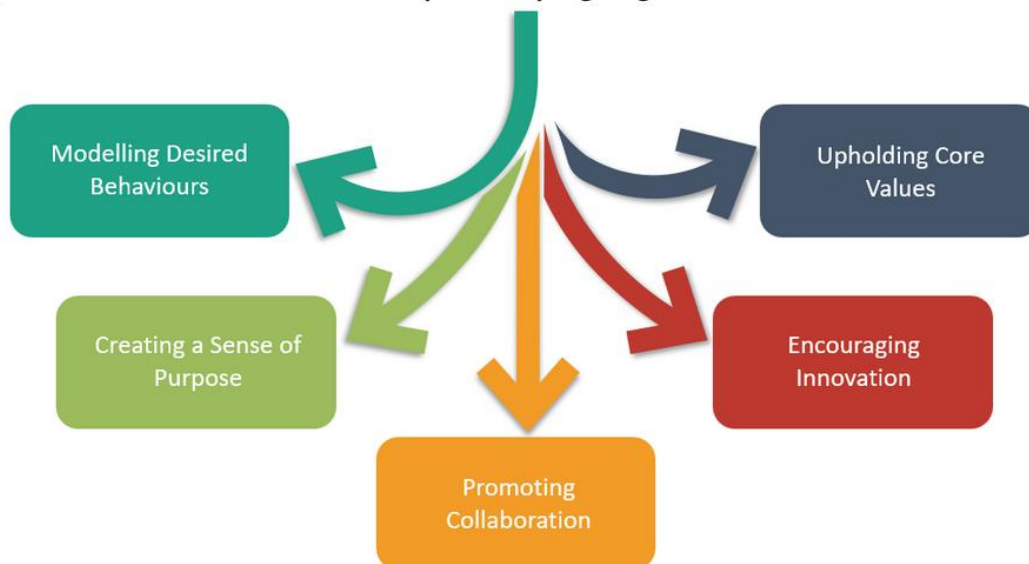 Modelling Desired
Behaviours
Upholding Core
Values
Creating a Sense of
Purpose
Encouraging
Innovation
Promoting
Collaboration